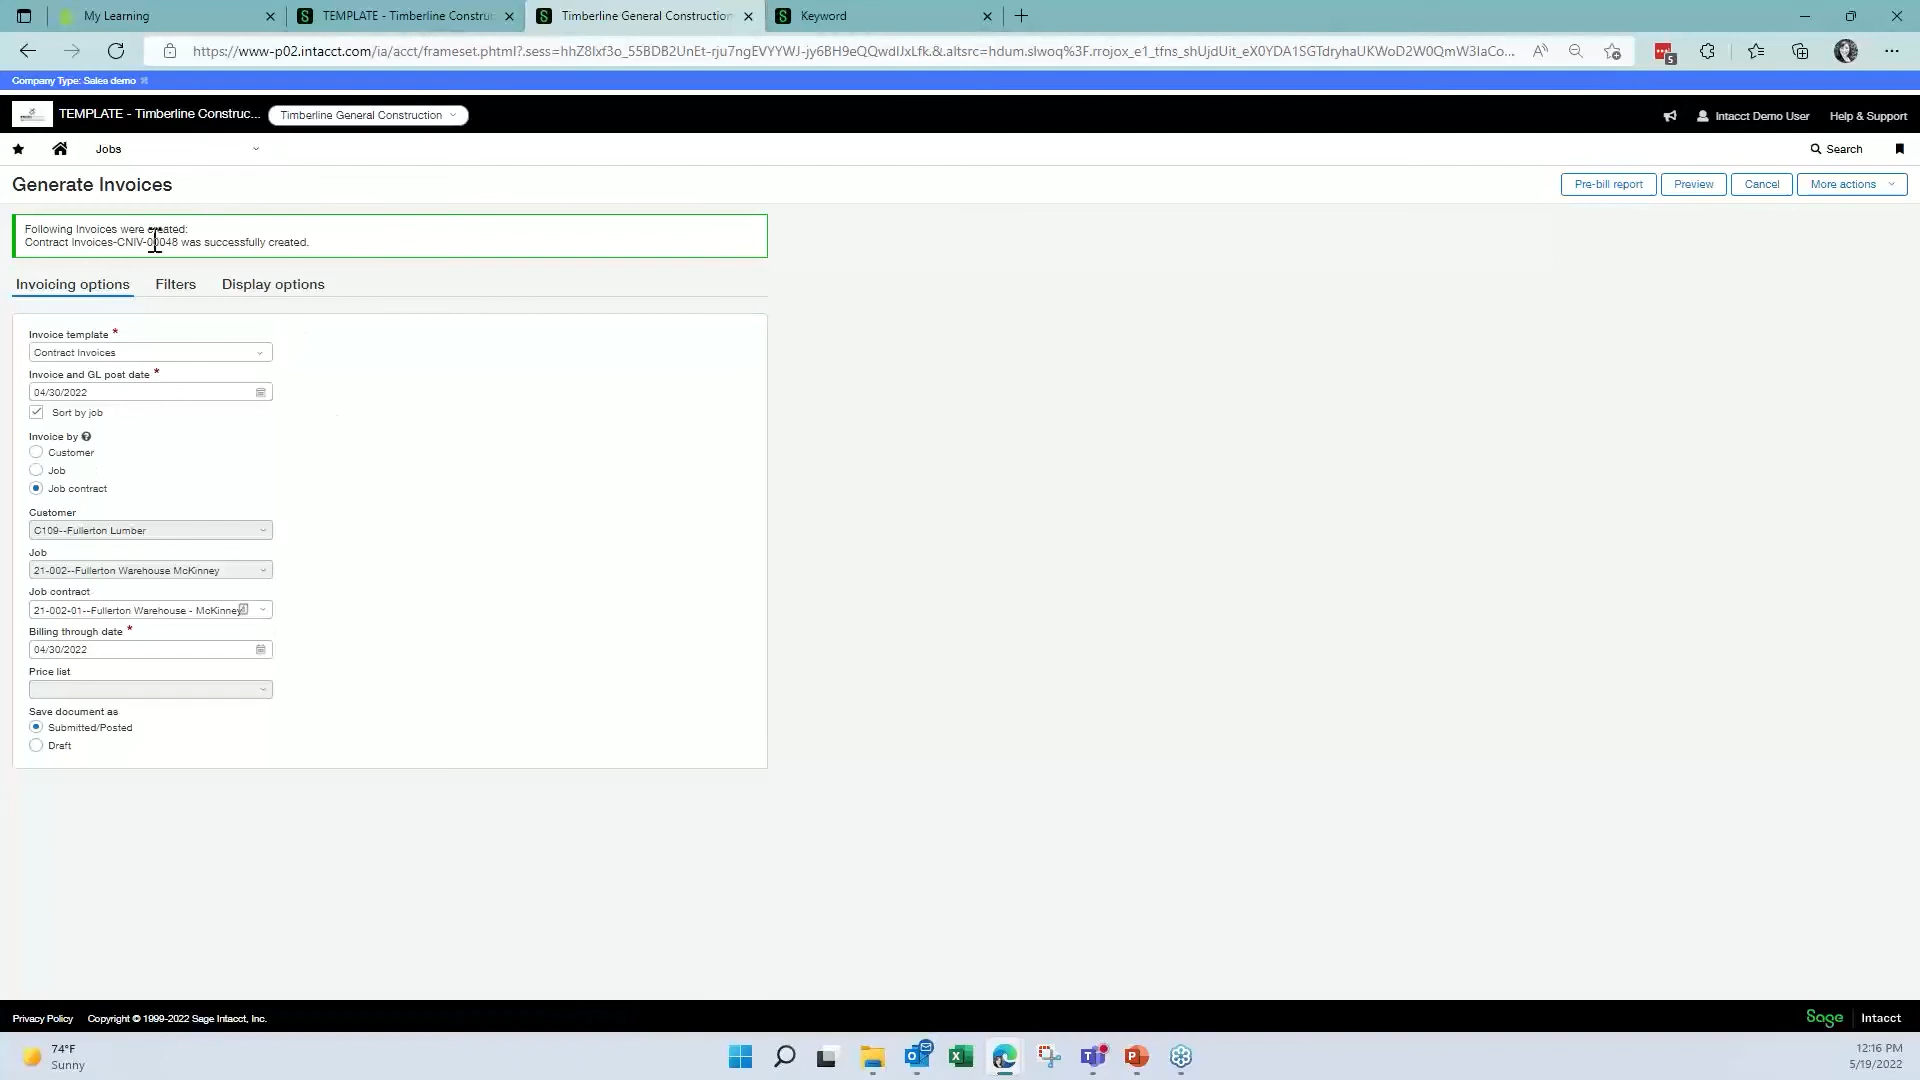 My Learning
TEMPLATE - Timberline Constru
Timberline General Construction
Keyword
https://www-p02.intacct.com/ia/acct/frameset.phtml?.sess=hhZ8lxf3o_55BDB2UnEt-rju7ngEVYYWJ-jy6BH9eQQwdIJxLfk.&.altsrc=hdum.slwoq%3F.rrojox_e1_tfns_shUjdUit_eX0YDA1SGTdryhaUKWoD2W0QmW3IaCo...
5
Company Type: Sales demo
TEMPLATE - Timberline Construc...
Timberline General Construction
Intacct Demo User
Help & Support
Jobs
Search
Generate Invoices
Pre-bill report
Preview
Cancel
More actions
Following Invoices were created:
Contract Invoices-CNIV-00048 was successfully created.
Invoicing options
Filters
Display options
Invoice template *
Contract Invoices
Invoice and GL post date *
04/30/2022
Sort by job
Invoice by
Customer
Job
Job contract
Customer
C109--Fullerton Lumber
Job
21-002--Fullerton Warehouse McKinney
Job contract
21-002-01--Fullerton Warehouse - McKinney
Billing through date *
04/30/2022
Price list
Save document as
Submitted/Posted
Draft
Privacy Policy
Copyright © 1999-2022 Sage Intacct, Inc.
Sage Intacct
74°F
Sunny
12:16 PM
5/19/2022